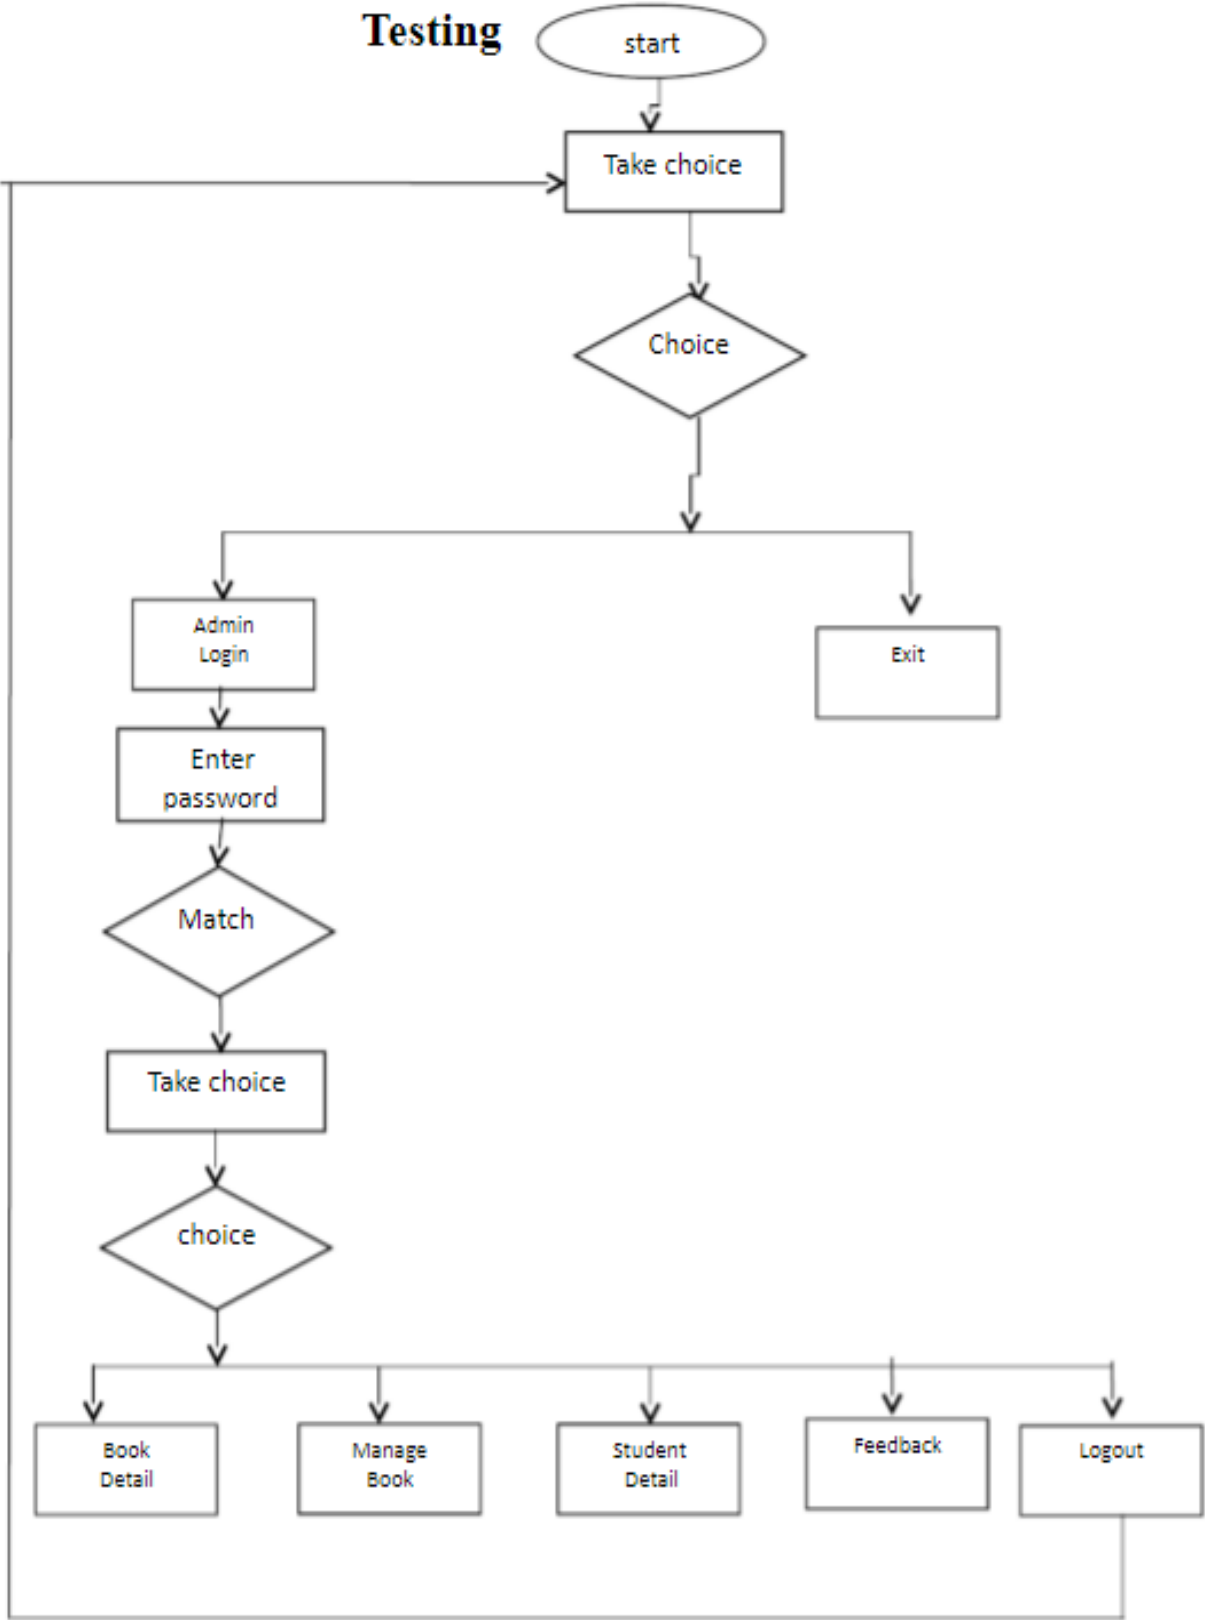 Testing
start
Take choice
Choice
Admin
Login
Exit
Enter
password
Match
Take choice
choice
Book
Detail
Manage
Book
Student
Detail
Feedback
Logout